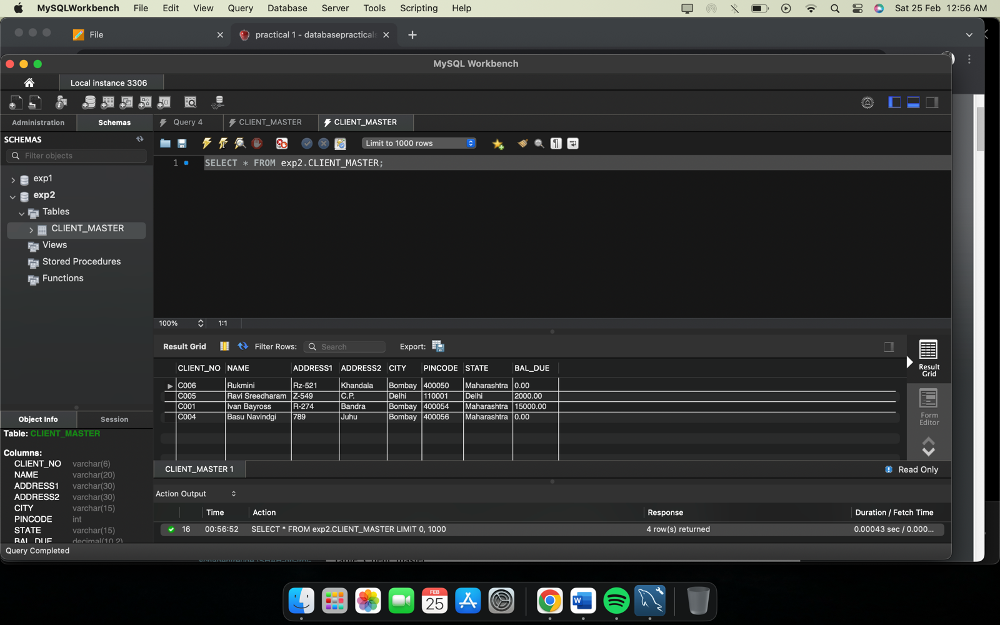 MySQLWorkbench File Edit View Query Database Server Tools Scripting Help Sat 25 Feb 12:56 AM
File practical 1 - databasepracticals
MySQL Workbench
Local instance 3306
Administration Schemas Query 4 CLIENT_MASTER CLIENT_MASTER
SCHEMAS
Limit to 1000 rows
Filter objects
1 SELECT * FROM exp2.CLIENT_MASTER;
exp1
exp2
Tables
CLIENT_MASTER
Views
Stored Procedures
Functions
100% 1:1
Result Grid Filter Rows: Search Export:
Result Grid
Form Editor
CLIENT_NO NAME ADDRESS1 ADDRESS2 CITY PINCODE STATE BAL_DUE
C006 Rukmini Rz-521 Khandala Bombay 400050 Maharashtra 0.00
C005 Ravi Sreedharam Z-549 C.P. Delhi 110001 Delhi 2000.00
C001 Ivan Bayross R-274 Bandra Bombay 400054 Maharashtra 15000.00
C004 Basu Navindgi 789 Juhu Bombay 400056 Maharashtra 0.00
Object Info Session
Table: CLIENT_MASTER
Columns:
CLIENT_NO varchar(6)
NAME varchar(20)
ADDRESS1 varchar(30)
ADDRESS2 varchar(30)
CITY varchar(15)
PINCODE int
STATE varchar(15)
BAL_DUE decimal(10,2)
CLIENT_MASTER 1 Read Only
Action Output
Time Action Response Duration / Fetch Time
16 00:56:52 SELECT * FROM exp2.CLIENT_MASTER LIMIT 0, 1000 4 row(s) returned 0.00043 sec / 0.000...
Query Completed
FEB
25
W